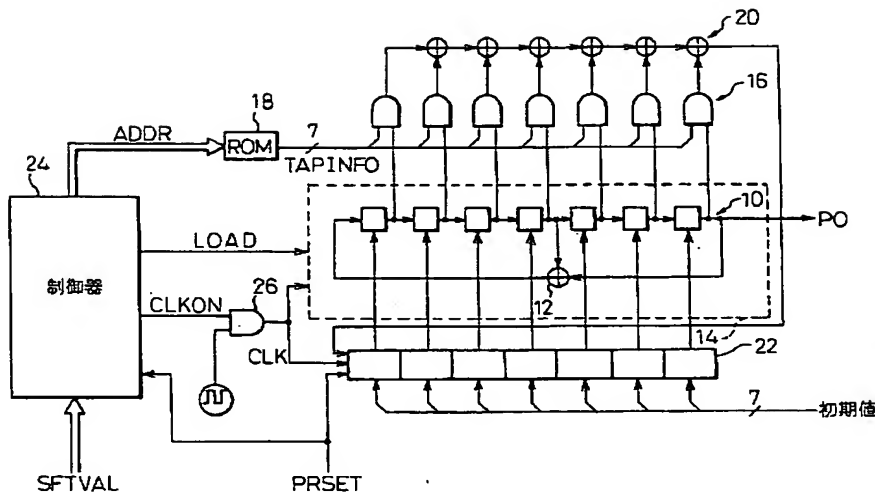 20
16
18
ADDR
ROM
7
TAPINFO
24
10
PO
LOAD
制御器
CLKON
26
12
14
22
CLK
7
初期値
SFTVAL
PRSET